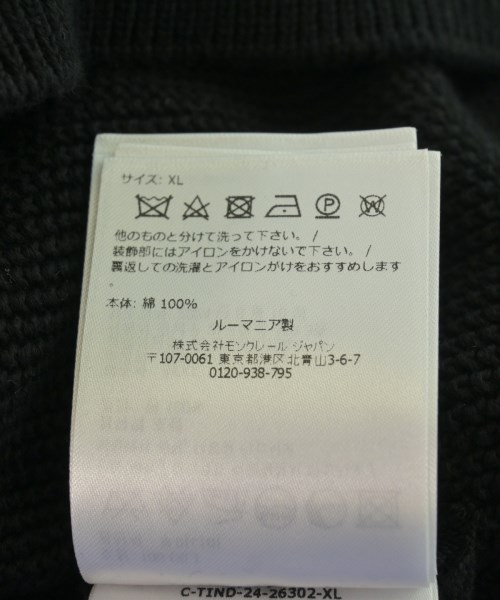 サイズ: XL
P W
他のものと分けて洗って下さい。 /
装飾部にはアイロンをかけないで下さい。 /
裏返しての洗濯とアイロンがけをおすすめします
。
本体: 綿 100%
ルーマニア製
株式会社モンクレール ジャパン
〒107-0061 東京都港区北青山3-6-7
0120-938-795
C-TIND-24-26302-XL